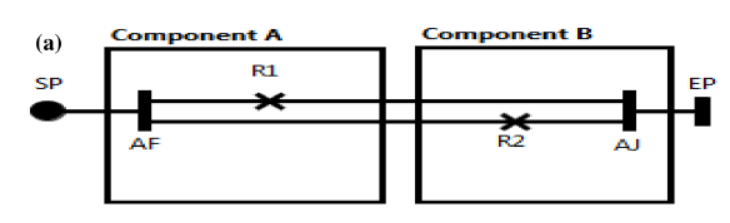 (a)
Component A
Component B
SP
R1
EP
AF
R2
AJ